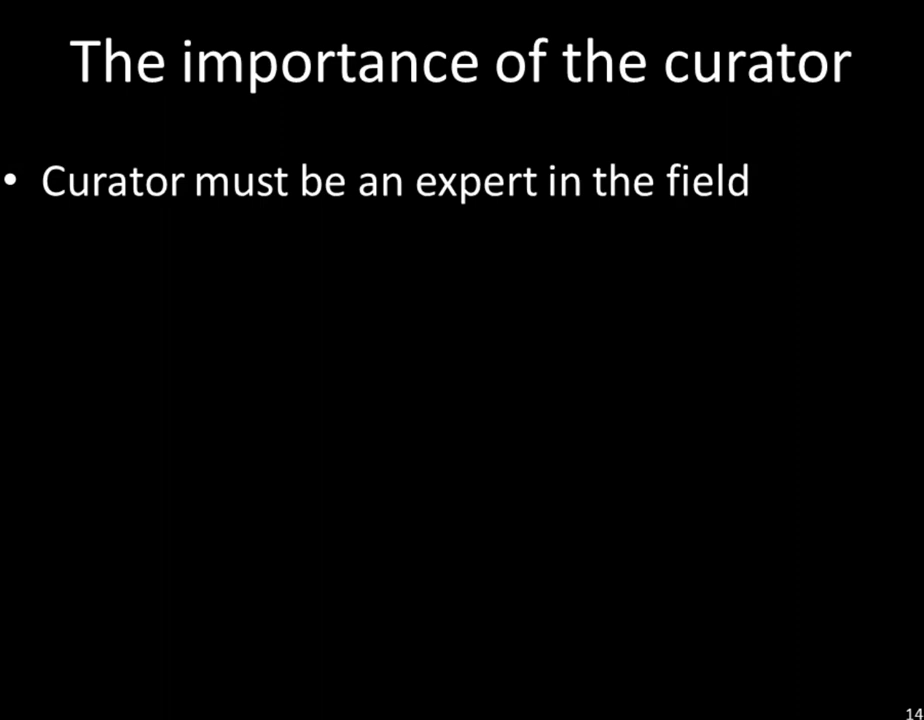 The importance of the curator
• Curator must be an expert in the field
14